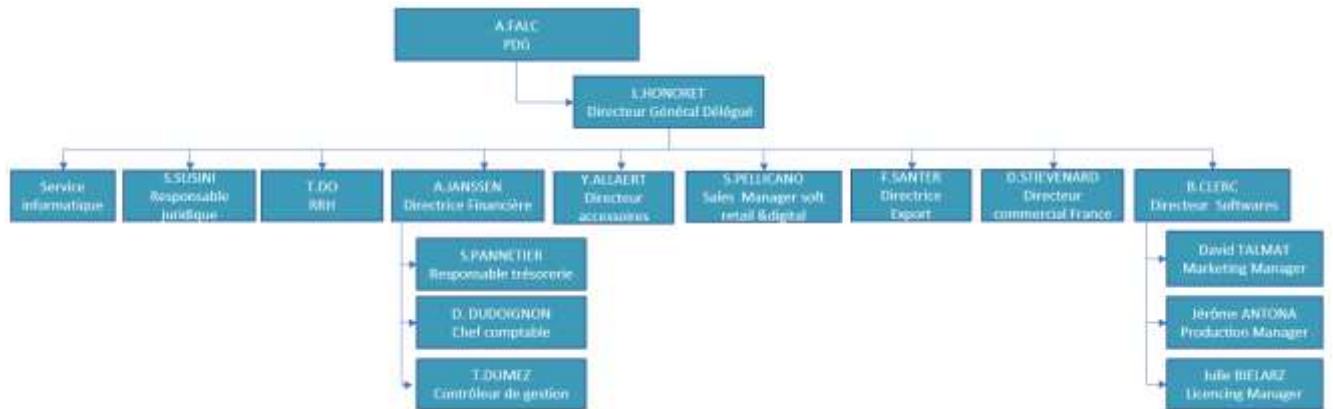 A.FALC
PDG
L.HONORET
Directeur Général Délégué
Service
informatique
S.SUSINI
Responsable
juridique
T.DO
RRH
A.JANSSEN
Directrice Financière
Y.ALLAERT
Directeur
accessoires
S.PELLICANO
Sales Manager soft
retail &digital
F.SANTER
Directrice
Export
D.STIEVENARD
Directeur
commercial France
B.CLERC
Directeur Softwares
S.PANNETIER
Responsable trésorerie
D. DUDOIGNON
Chef comptable
T.DUMEZ
Contrôleur de gestion
David TALMAT
Marketing Manager
Jérôme ANTONA
Production Manager
Julie BIELARZ
Licencing Manager